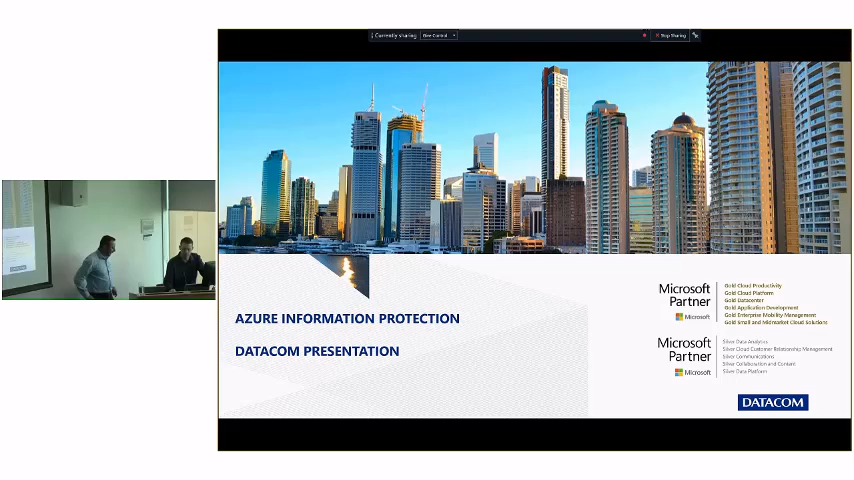 Currently sharing
Give Control
Stop Sharing
AZURE INFORMATION PROTECTION
DATACOM PRESENTATION
Microsoft
Partner
Microsoft
Gold Cloud Productivity
Gold Cloud Platform
Gold Datacenter
Gold Application Development
Gold Enterprise Mobility Management
Gold Small and Midmarket Cloud Solutions
Microsoft
Partner
Microsoft
Silver Data Analytics
Silver Cloud Customer Relationship Management
Silver Communications
Silver Collaboration and Content
Silver Data Platform
DATACOM